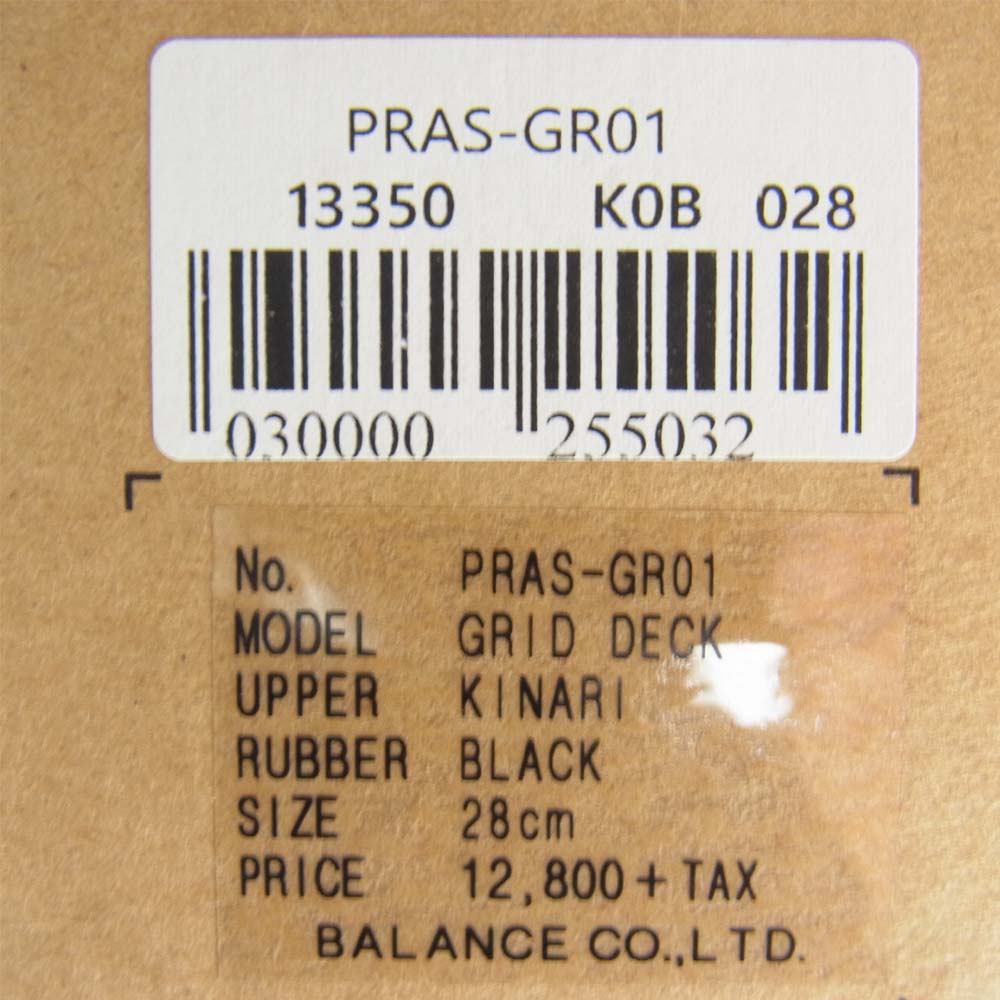 PRAS-GR01
13350 K0B 028
030000 255032
No. PRAS-GR01
MODEL GRID DECK
UPPER KINARI
RUBBER BLACK
SIZE 28cm
PRICE 12,800+TAX
BALANCE CO.,LTD.